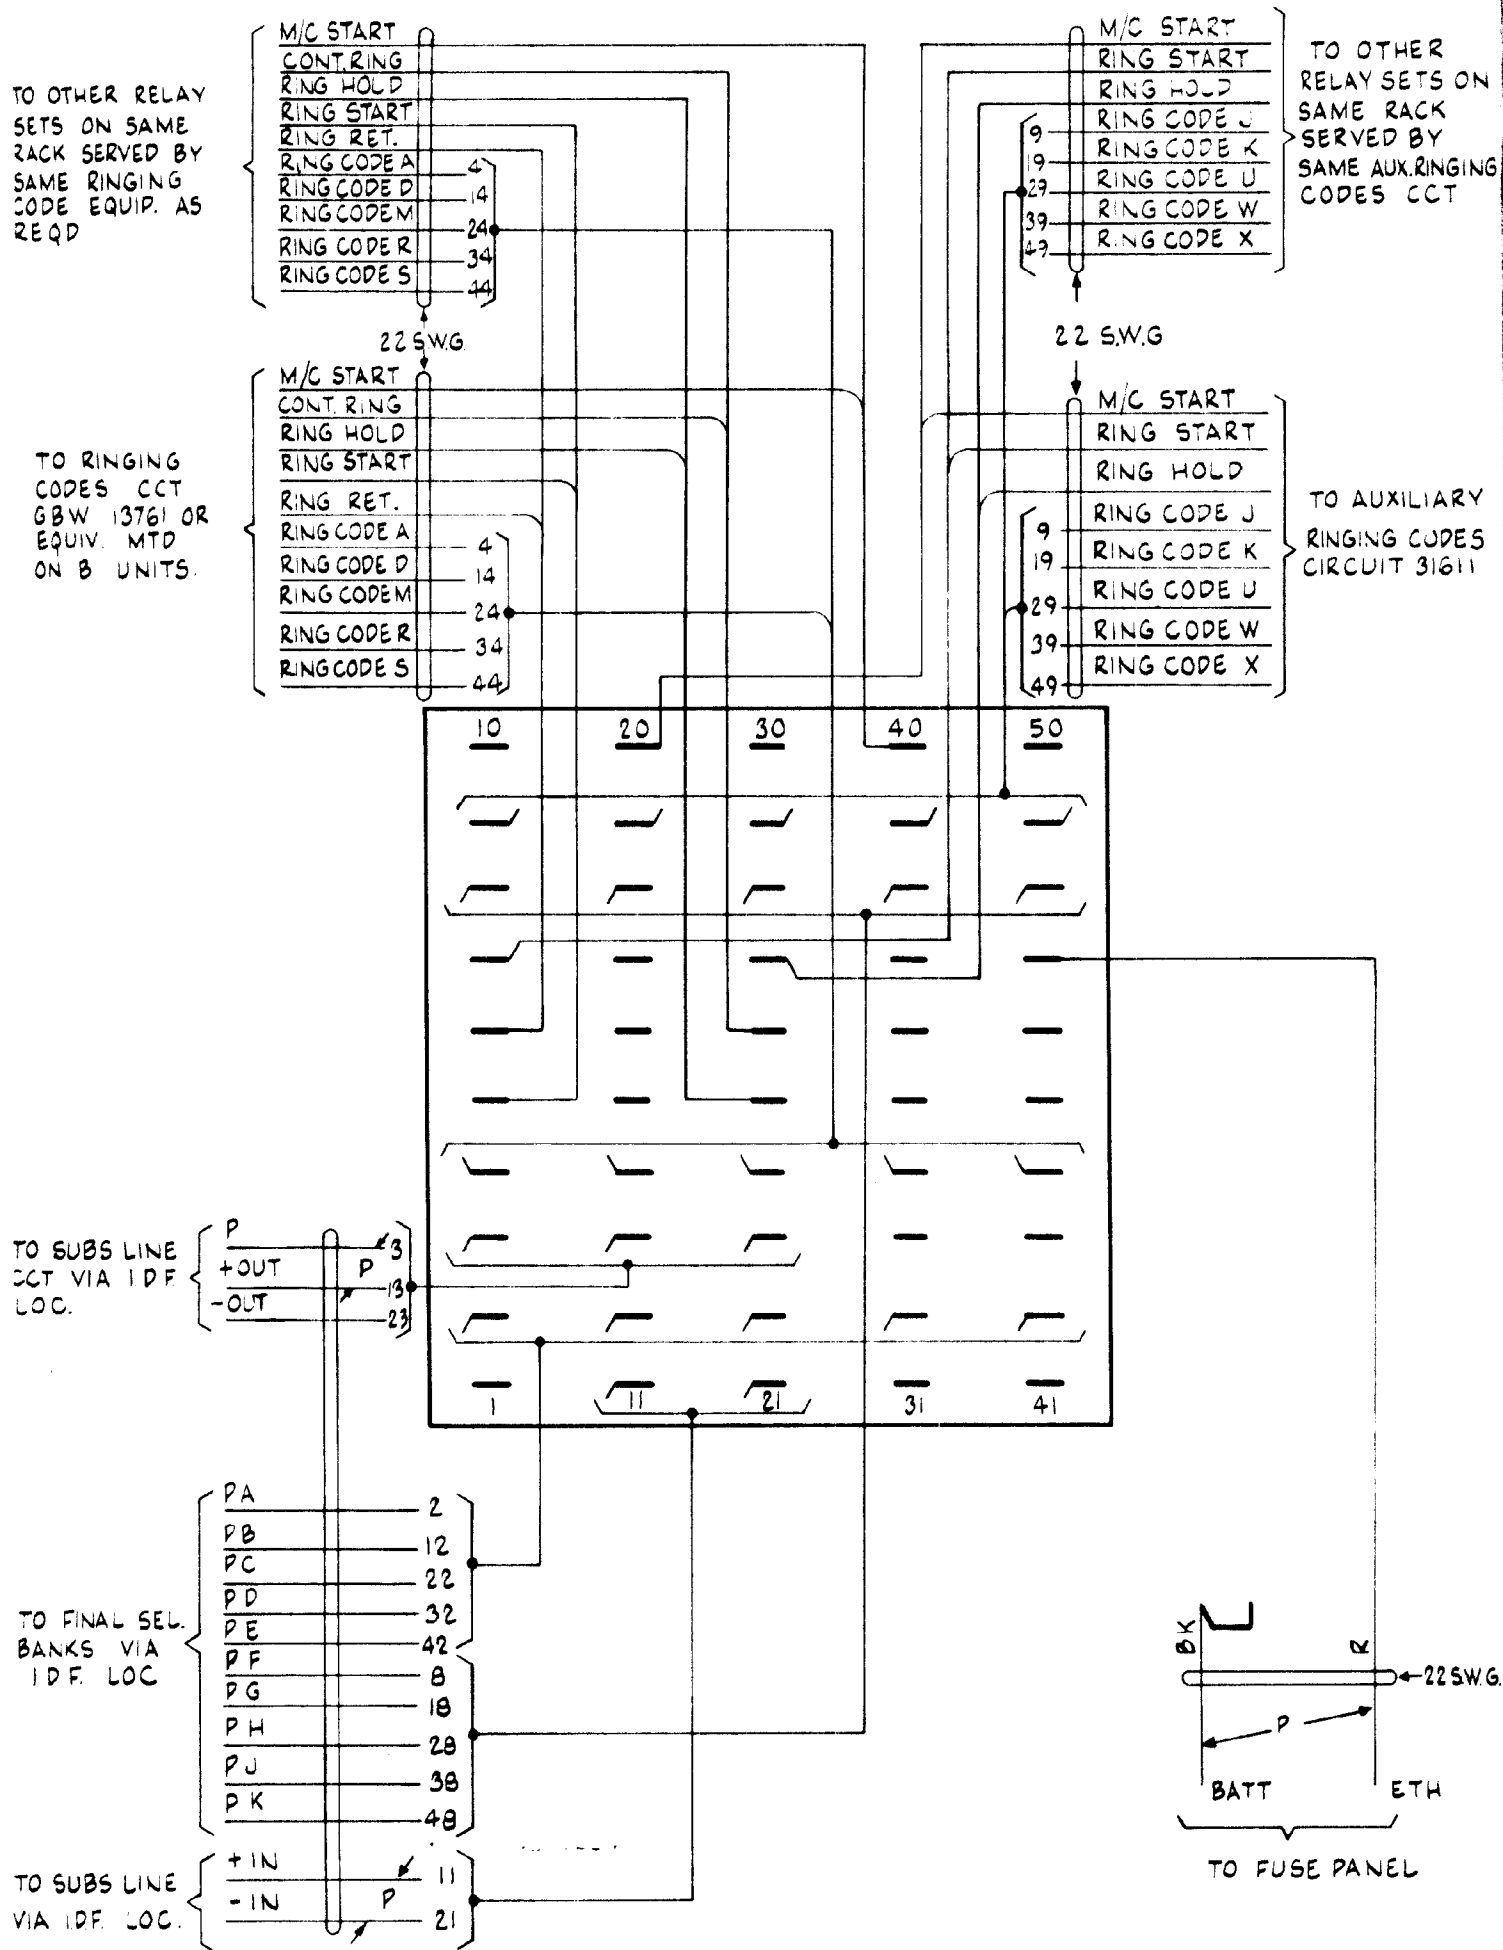 TO OTHER RELAY
SETS ON SAME
RACK SERVED BY
SAME RINGING
CODE EQUIP. AS
REQD
M/C START
CONT. RING
RING HOLD
RING START
RING RET.
RING CODE A 4
RING CODE D 14
RING CODE M 24
RING CODE R 34
RING CODE S 44
22 S.W.G.
M/C START
RING START
RING HOLD
RING CODE J 9
RING CODE K 19
RING CODE U 29
RING CODE W 39
RING CODE X 49
TO OTHER
RELAY SETS ON
SAME RACK
SERVED BY
SAME AUX. RINGING
CODES CCT
22 S.W.G
TO RINGING
CODES CCT
GBW 13761 OR
EQUIV. MTD
ON B UNITS.
M/C START
CONT. RING
RING HOLD
RING START
RING RET.
RING CODE A 4
RING CODE D 14
RING CODE M 24
RING CODE R 34
RING CODE S 44
M/C START
RING START
RING HOLD
RING CODE J 9
RING CODE K 19
RING CODE U 29
RING CODE W 39
RING CODE X 49
TO AUXILIARY
RINGING CODES
CIRCUIT 31611
10 20 30 40 50
1 11 21 31 41
TO SUBS LINE
CCT VIA I D F.
LOC.
P 3
+OUT P 13
-OUT 23
TO FINAL SEL.
BANKS VIA
I D F. LOC
PA 2
PB 12
PC 22
PD 32
PE 42
PF 8
PG 18
PH 28
PJ 38
PK 48
TO SUBS LINE
VIA I.D.F. LOC.
+IN 11
-IN P 21
BK R
22 S.W.G.
P
BATT ETH
TO FUSE PANEL